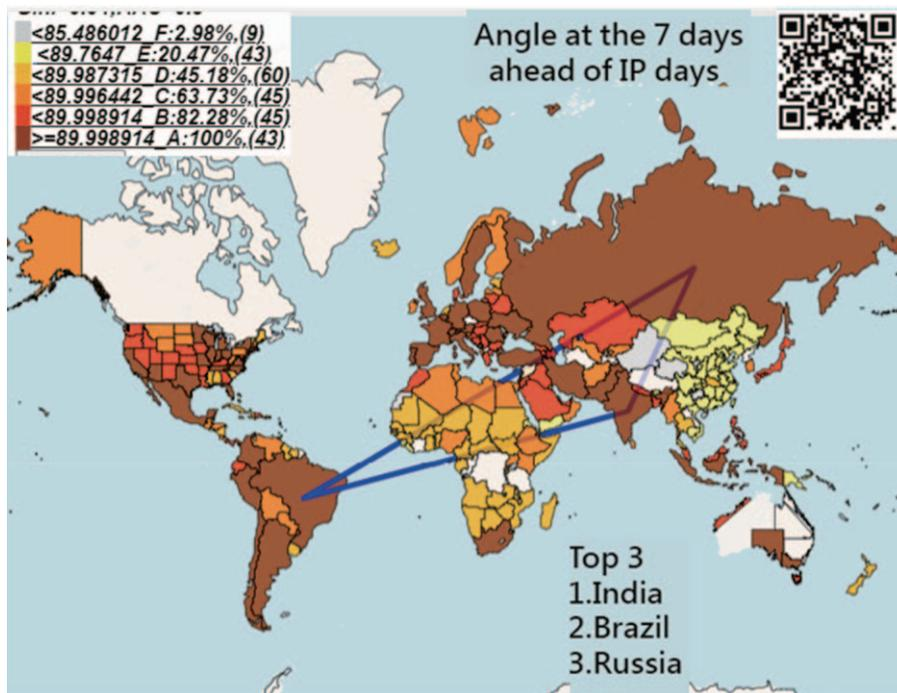 <85.486012_F:2.98%,(9)
<89.7647_E:20.47%,(43)
<89.987315_D:45.18%,(60)
<89.996442_C:63.73%,(45)
<89.998914_B:82.28%,(45)
>=89.998914_A:100%,(43)
Angle at the 7 days
ahead of IP days
Top 3
1.India
2.Brazil
3.Russia